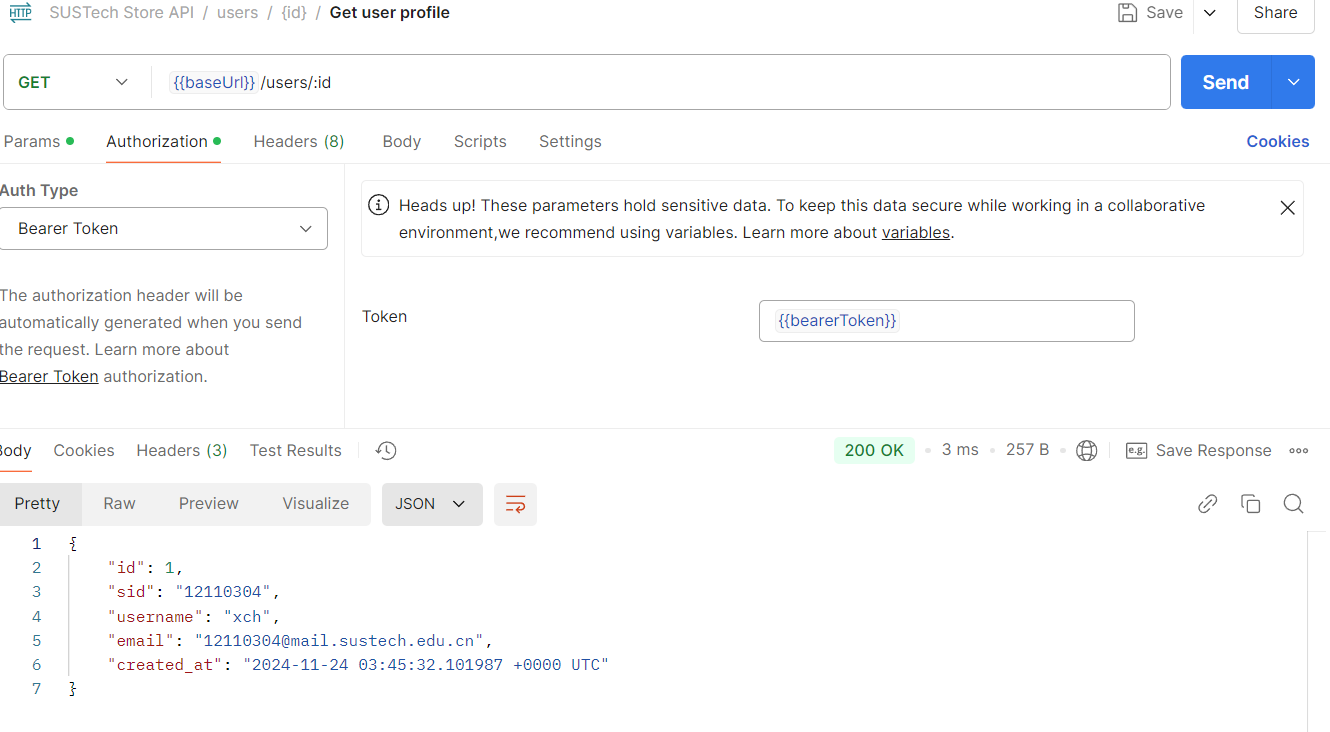 HTTP SUSTech Store API / users / {id} / Get user profile Save Share
GET {{baseUrl}} /users/:id Send
Params Authorization Headers (8) Body Scripts Settings Cookies
Auth Type
Bearer Token
The authorization header will be
automatically generated when you send
the request. Learn more about
Bearer Token authorization.
Heads up! These parameters hold sensitive data. To keep this data secure while working in a collaborative
environment,we recommend using variables. Learn more about variables.
Token {{bearerToken}}
Body Cookies Headers (3) Test Results 200 OK 3 ms 257 B e.g. Save Response
Pretty Raw Preview Visualize JSON
1 {
2 "id": 1,
3 "sid": "12110304",
4 "username": "xch",
5 "email": "12110304@mail.sustech.edu.cn",
6 "created_at": "2024-11-24 03:45:32.101987 +0000 UTC"
7 }